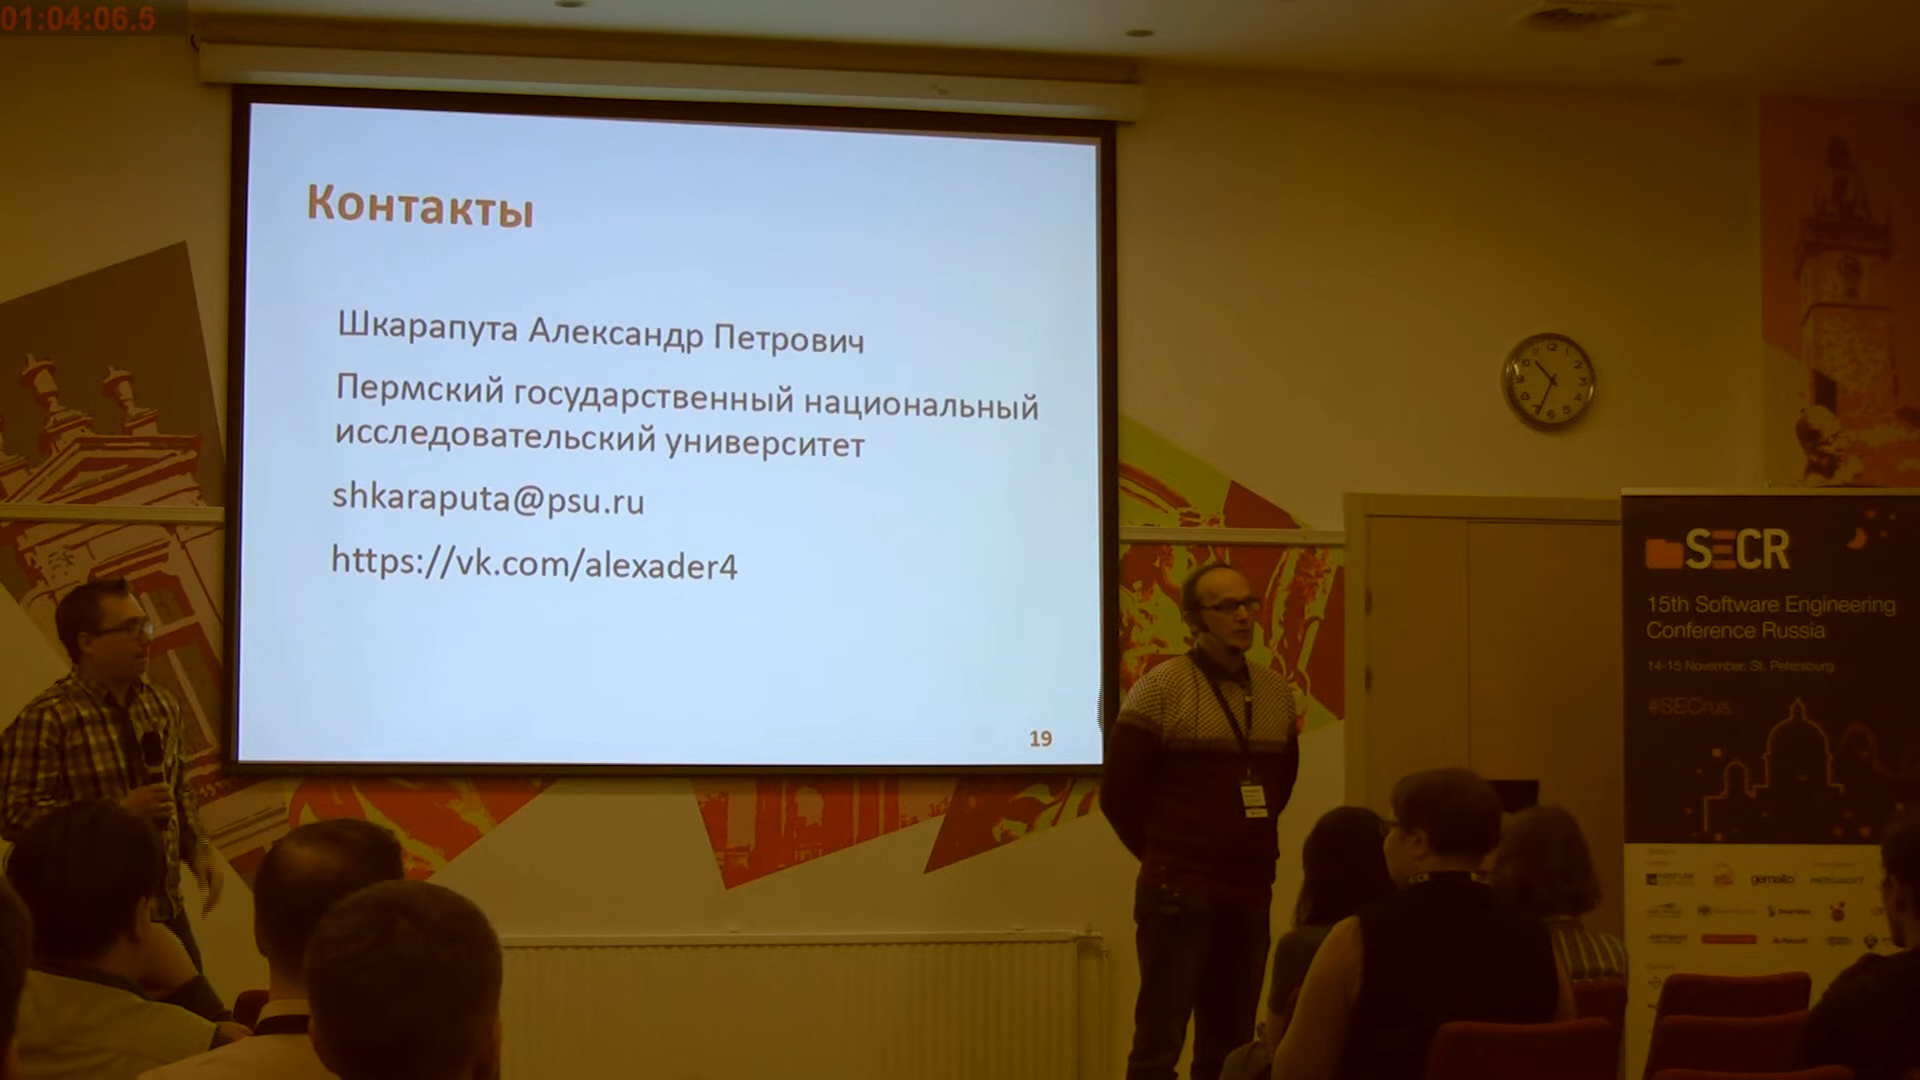 01:04:06.5
Контакты
Шкарапута Александр Петрович
Пермский государственный национальный
исследовательский университет
shkaraputa@psu.ru
https://vk.com/alexader4
19
SECR
15th Software Engineering
Conference Russia
14-15 November, St. Petersburg
#SECrus
gemalto